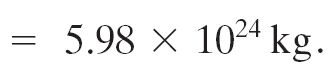 = 5.98 × 10²⁴ kg.